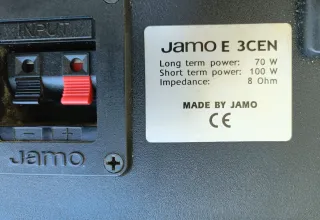 INPUT
− +
Jamo
Jamo E 3CEN
Long term power: 70 W
Short term power: 100 W
Impedance: 8 Ohm
MADE BY JAMO
CE